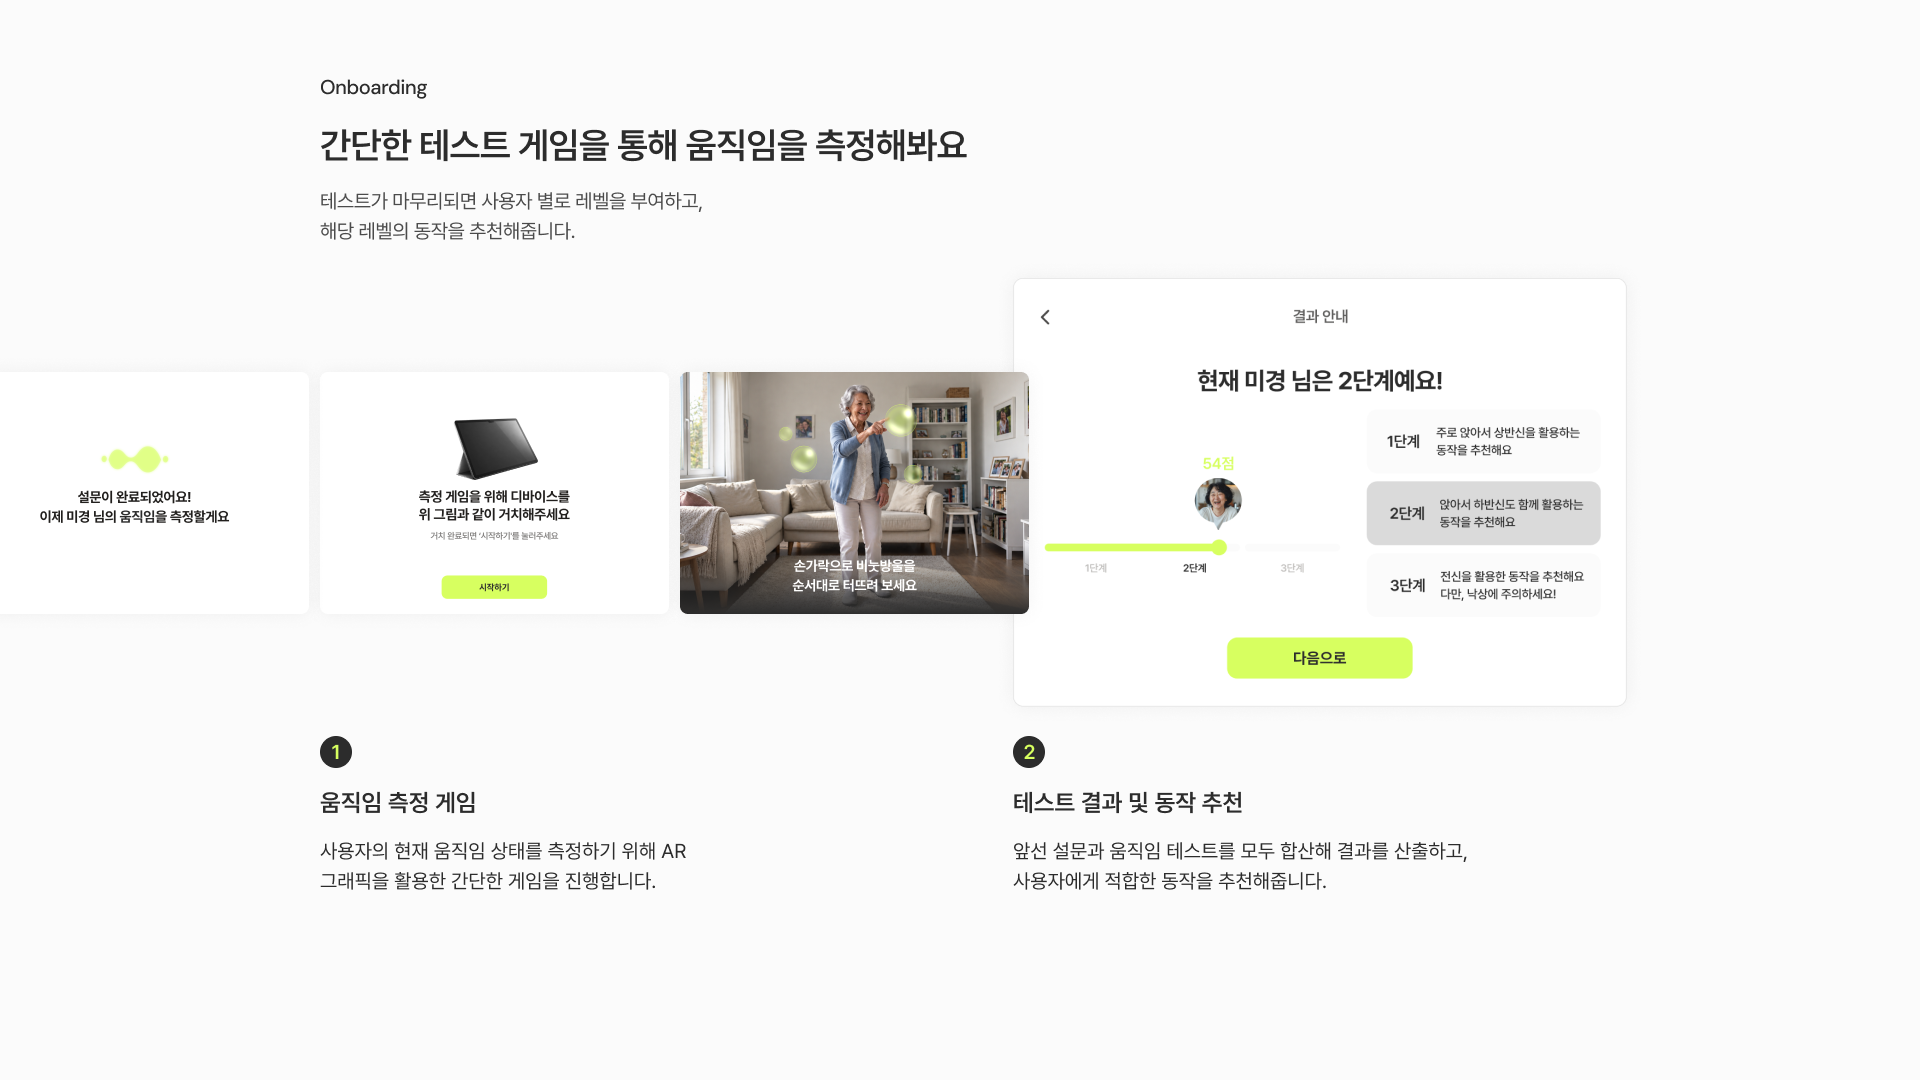 Onboarding
간단한 테스트 게임을 통해 움직임을 측정해봐요
테스트가 마무리되면 사용자 별로 레벨을 부여하고,
해당 레벨의 동작을 추천해줍니다.
설문이 완료되었어요!
이제 미경 님의 움직임을 측정할게요
측정 게임을 위해 디바이스를
위 그림과 같이 거치해주세요
거치 완료되면 '시작하기'를 눌러주세요
시작하기
손가락으로 비눗방울을
순서대로 터뜨려 보세요
결과 안내
현재 미경 님은 2단계예요!
54점
1단계
2단계
3단계
1단계
주로 앉아서 상반신을 활용하는
동작을 추천해요
2단계
앉아서 하반신도 함께 활용하는
동작을 추천해요
3단계
전신을 활용한 동작을 추천해요
다만, 낙상에 주의하세요!
다음으로
1
움직임 측정 게임
사용자의 현재 움직임 상태를 측정하기 위해 AR
그래픽을 활용한 간단한 게임을 진행합니다.
2
테스트 결과 및 동작 추천
앞선 설문과 움직임 테스트를 모두 합산해 결과를 산출하고,
사용자에게 적합한 동작을 추천해줍니다.